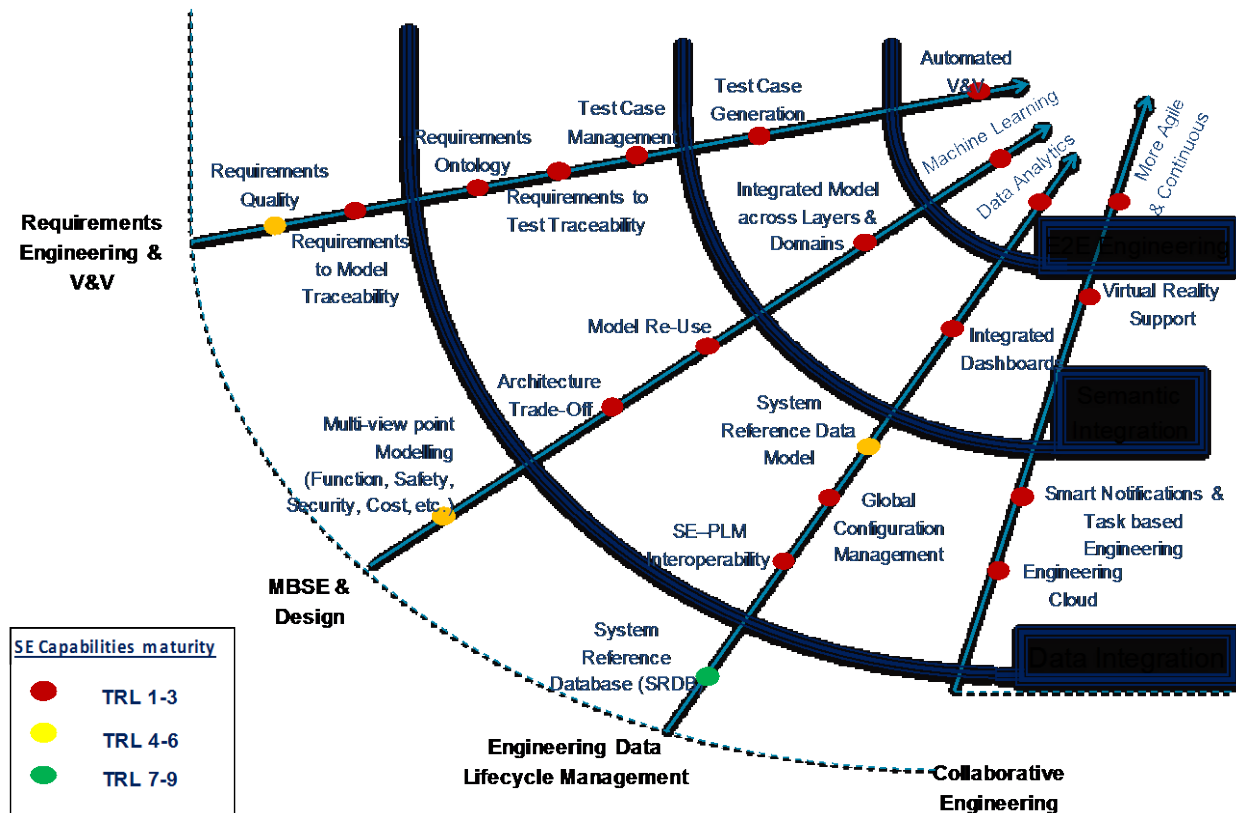 Automated
V&V
Test Case
Generation
Test Case
Management
Requirements
Ontology
Requirements
Quality
Requirements to
Test Traceability
Requirements
to Model
Traceability
Requirements
Engineering &
V&V
Machine Learning
Data Analytics
More Agile
& Continuous
Integrated Model
across Layers &
Domains
E2E Engineering
Virtual Reality
Support
Model Re-Use
Integrated
Dashboards
Architecture
Trade-Off
Semantic
Integration
System
Reference Data
Model
Multi-view point
Modelling
(Function, Safety,
Security, Cost, etc.)
Smart Notifications &
Task based
Engineering
Global
Configuration
Management
SE–PLM
Interoperability
Engineering
Cloud
MBSE &
Design
System
Reference
Database (SRDB)
Data Integration
Engineering Data
Lifecycle Management
Collaborative
Engineering
SE Capabilities maturity
TRL 1-3
TRL 4-6
TRL 7-9